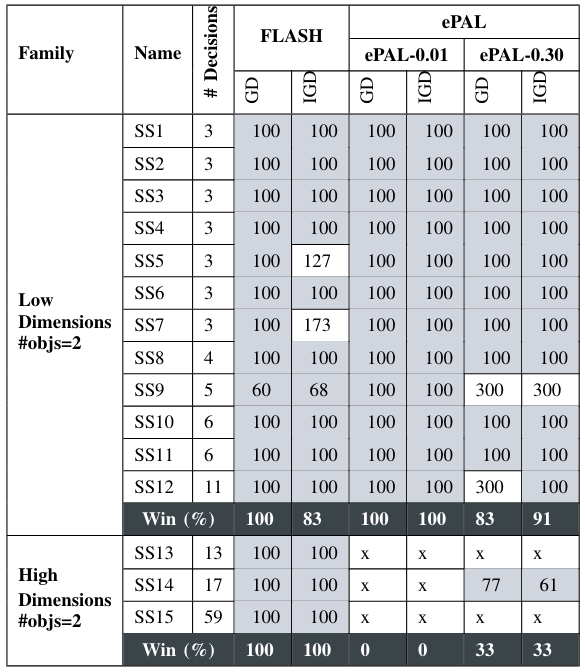 Family Name # Decisions FLASH ePAL
ePAL-0.01 ePAL-0.30
GD IGD GD IGD GD IGD
Low Dimensions #objs=2
SS1 3 100 100 100 100 100 100
SS2 3 100 100 100 100 100 100
SS3 3 100 100 100 100 100 100
SS4 3 100 100 100 100 100 100
SS5 3 100 127 100 100 100 100
SS6 3 100 100 100 100 100 100
SS7 3 100 173 100 100 100 100
SS8 4 100 100 100 100 100 100
SS9 5 60 68 100 100 300 300
SS10 6 100 100 100 100 100 100
SS11 6 100 100 100 100 100 100
SS12 11 100 100 100 100 300 100
Win (%) 100 83 100 100 83 91
High Dimensions #objs=2
SS13 13 100 100 x x x x
SS14 17 100 100 x x 77 61
SS15 59 100 100 x x x x
Win (%) 100 100 0 0 33 33